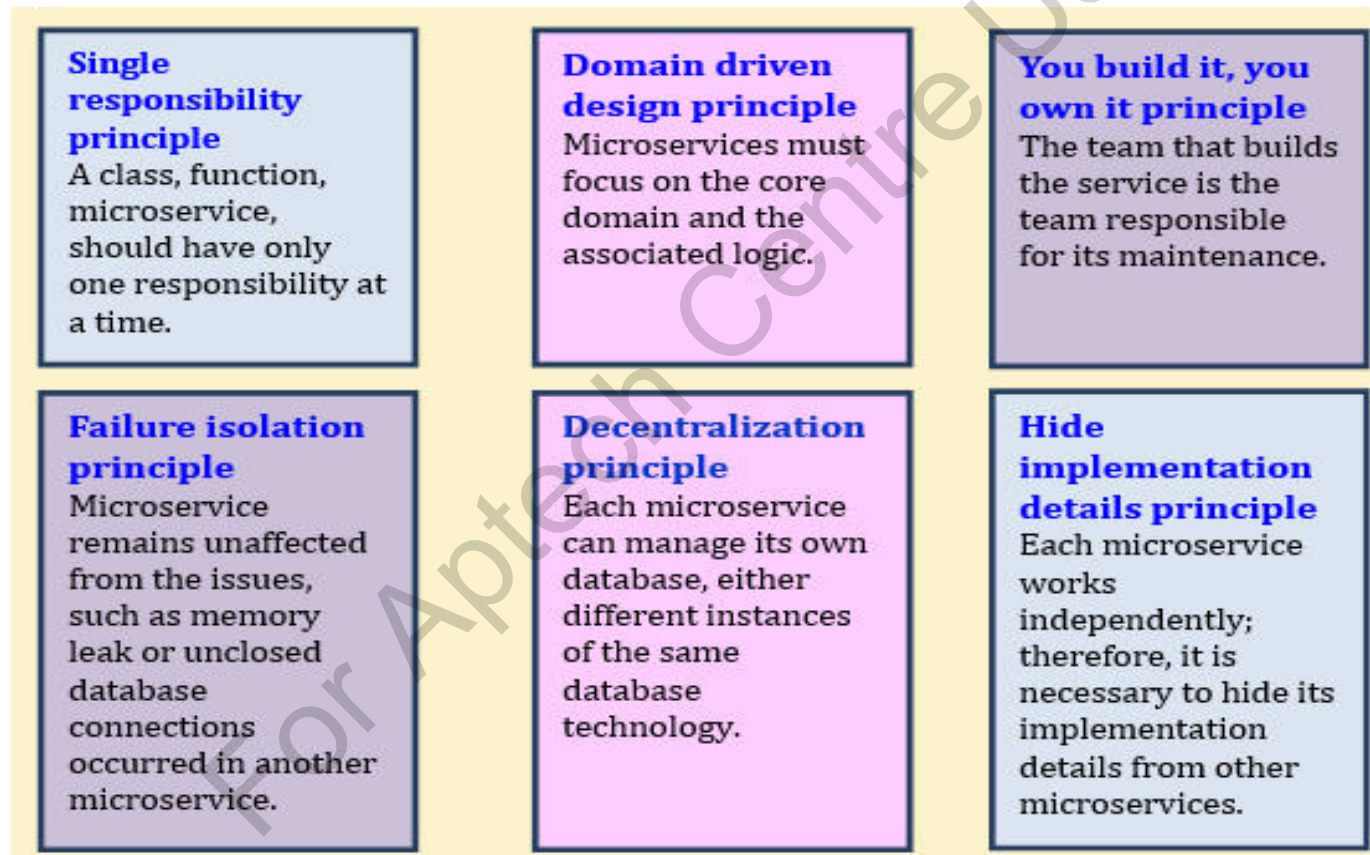 Single
responsibility
principle
A class, function,
microservice,
should have only
one responsibility at
a time.
Domain driven
design principle
Microservices must
focus on the core
domain and the
associated logic.
You build it, you
own it principle
The team that builds
the service is the
team responsible
for its maintenance.
Failure isolation
principle
Microservice
remains unaffected
from the issues,
such as memory
leak or unclosed
database
connections
occurred in another
microservice.
Decentralization
principle
Each microservice
can manage its own
database, either
different instances
of the same
database
technology.
Hide
implementation
details principle
Each microservice
works
independently;
therefore, it is
necessary to hide its
implementation
details from other
microservices.
For Aptech Centre